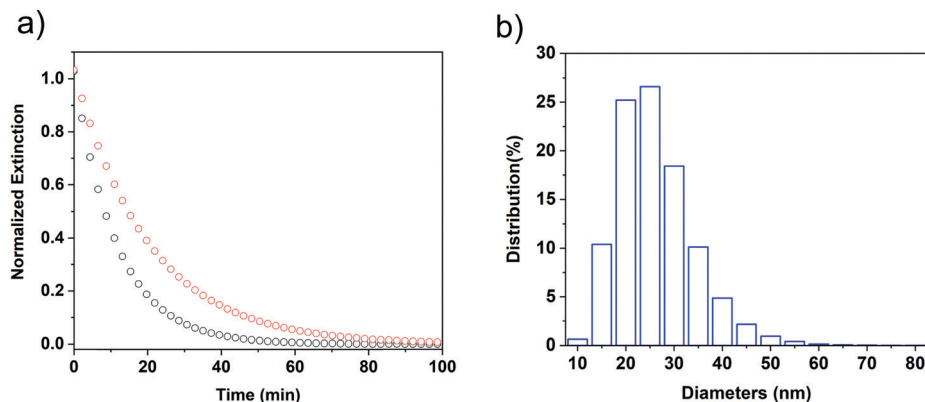 a)
Normalized Extinction
1.0
0.8
0.6
0.4
0.2
0.0
0 20 40 60 80 100
Time (min)
b)
Distribution(%)
30
25
20
15
10
5
0
10 20 30 40 50 60 70 80
Diameters (nm)